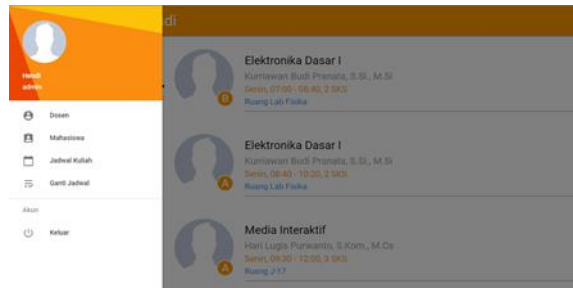 di
Hendi
admin
Dosen
Mahasiswa
Jadwal Kuliah
Ganti Jadwal
Akun
Keluar
Elektronika Dasar I
Kurniawan Budi Pranata, S.Si., M.Si
Senin, 07:00 - 08:40, 2 SKS
Ruang Lab Fisika
B
Elektronika Dasar I
Kurniawan Budi Pranata, S.Si., M.Si
Senin, 08:40 - 10:20, 2 SKS
Ruang Lab Fisika
A
Media Interaktif
Hari Lugis Purwanto, S.Kom., M.Cs
Senin, 09:30 - 12:00, 3 SKS
Ruang J-17
A